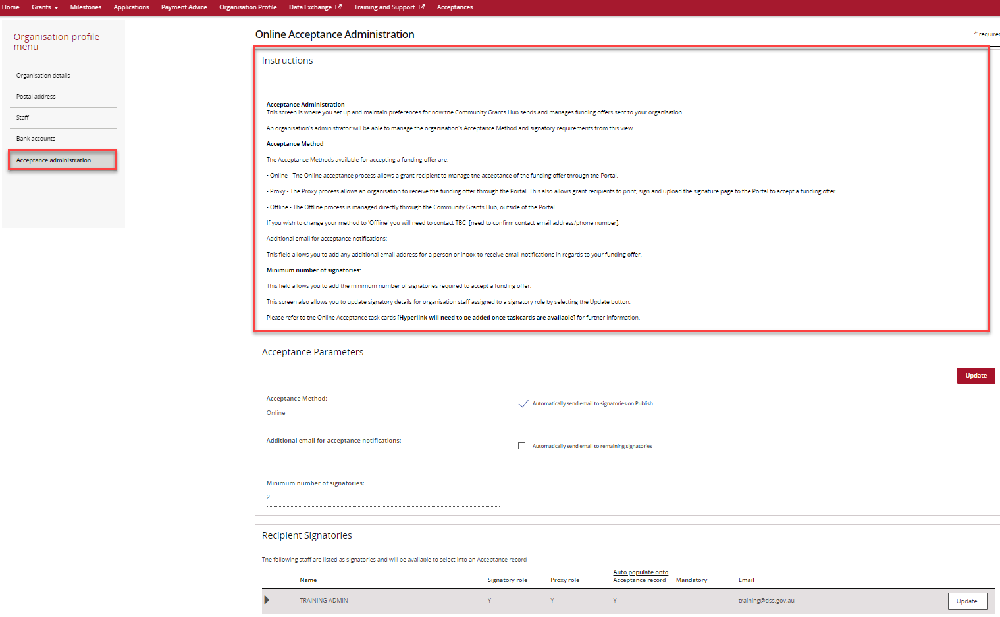 Home Grants Milestones Applications Payment Advice Organisation Profile Data Exchange Training and Support Acceptances
Organisation profile
menu
Organisation details
Postal address
Staff
Bank accounts
Acceptance administration
Online Acceptance Administration
* required
Instructions
Acceptance Administration
This screen is where you set up and maintain preferences for how the Community Grants Hub sends and manages funding offers sent to your organisation.
An organisation's administrator will be able to manage the organisation's Acceptance Method and signatory requirements from this view.
Acceptance Method
The Acceptance Methods available for accepting a funding offer are:
• Online - The Online acceptance process allows a grant recipient to manage the acceptance of the funding offer through the Portal.
• Proxy - The Proxy process allows an organisation to receive the funding offer through the Portal. This also allows grant recipients to print, sign and upload the signature page to the Portal to accept a funding offer.
• Offline - The Offline process is managed directly through the Community Grants Hub, outside of the Portal.
If you wish to change your method to 'Offline' you will need to contact TBC [need to confirm contact email address/phone number].
Additional email for acceptance notifications:
This field allows you to add any additional email address for a person or inbox to receive email notifications in regards to your funding offer.
Minimum number of signatories:
This field allows you to add the minimum number of signatories required to accept a funding offer.
This screen also allows you to update signatory details for organisation staff assigned to a signatory role by selecting the Update button.
Please refer to the Online Acceptance task cards [Hyperlink will need to be added once taskcards are available] for further information.
Acceptance Parameters
Update
Acceptance Method:
Online
Automatically send email to signatories on Publish
Additional email for acceptance notifications:
Automatically send email to remaining signatories
Minimum number of signatories:
2
Recipient Signatories
The following staff are listed as signatories and will be available to select into an Acceptance record
Name Signatory role Proxy role Auto populate onto Acceptance record Mandatory Email
TRAINING ADMIN Y Y Y training@dss.gov.au Update